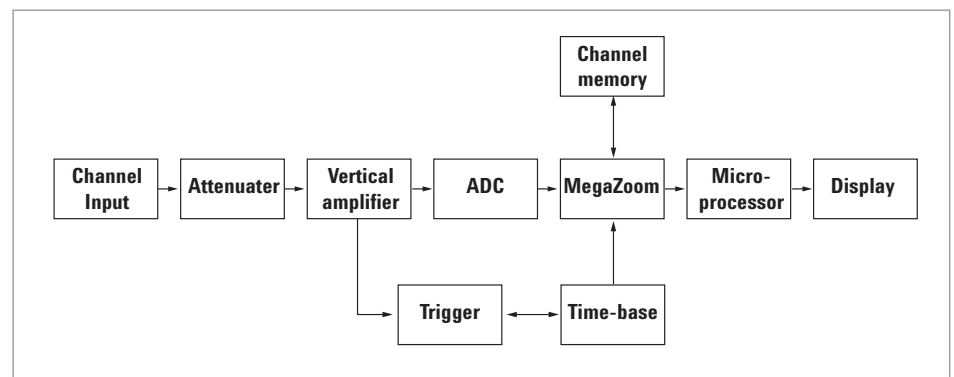 Channel
memory
Channel
Input
Attenuater
Vertical
amplifier
ADC
MegaZoom
Micro-
processor
Display
Trigger
Time-base